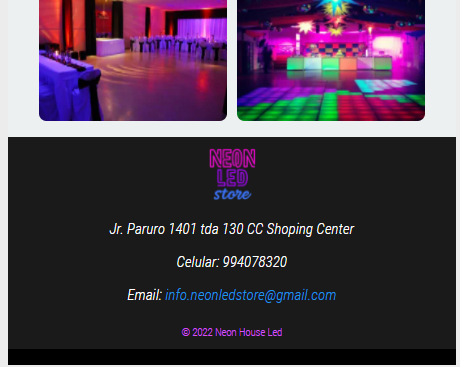 NEON
LED
store
Jr. Paruro 1401 tda 130 CC Shoping Center
Celular: 994078320
Email: info.neonledstore@gmail.com
© 2022 Neon House Led